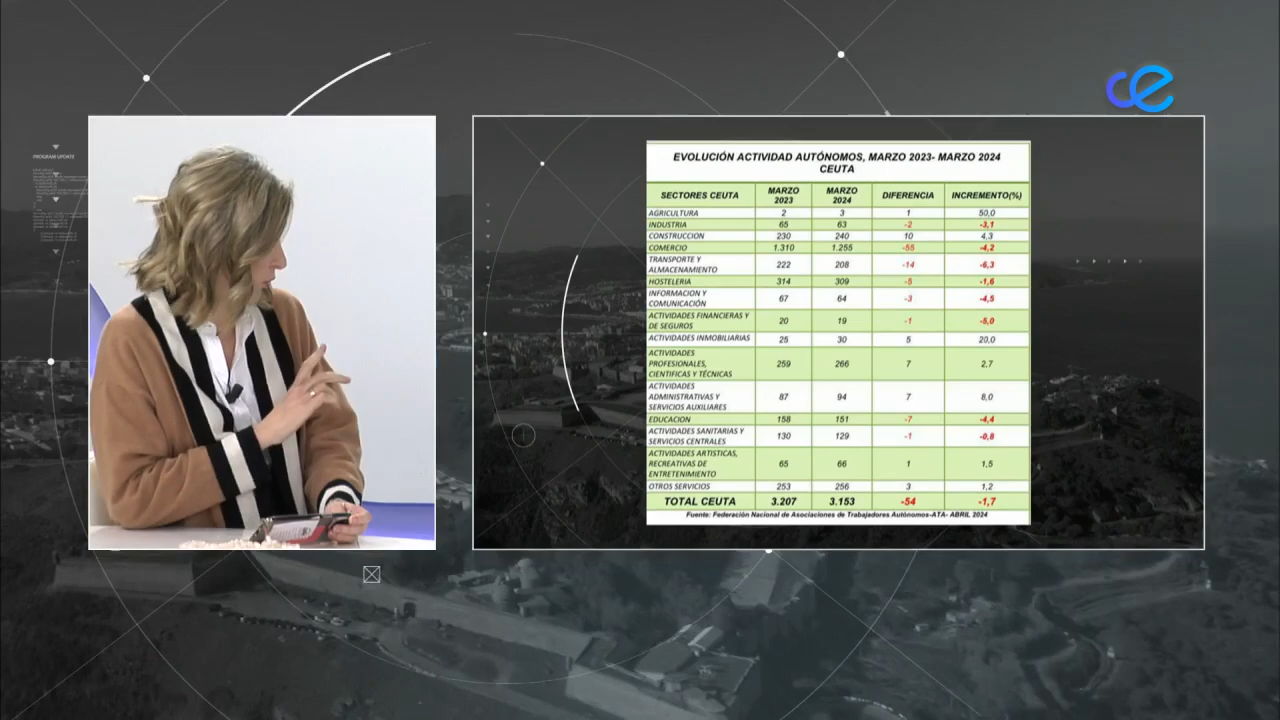 ce
PROGRAM UPDATE
EVOLUCIÓN ACTIVIDAD AUTÓNOMOS, MARZO 2023- MARZO 2024
CEUTA
SECTORES CEUTA MARZO 2023 MARZO 2024 DIFERENCIA INCREMENTO(%)
AGRICULTURA 2 3 1 50,0
INDUSTRIA 65 63 -2 -3,1
CONSTRUCCION 230 240 10 4,3
COMERCIO 1.310 1.255 -55 -4,2
TRANSPORTE Y
ALMACENAMIENTO 222 208 -14 -6,3
HOSTELERIA 314 309 -5 -1,6
INFORMACION Y
COMUNICACIÓN 67 64 -3 -4,5
ACTIVIDADES FINANCIERAS Y
DE SEGUROS 20 19 -1 -5,0
ACTIVIDADES INMOBILIARIAS 25 30 5 20,0
ACTIVIDADES
PROFESIONALES,
CIENTIFICAS Y TÉCNICAS 259 266 7 2,7
ACTIVIDADES
ADMINISTRATIVAS Y
SERVICIOS AUXILIARES 87 94 7 8,0
EDUCACION 158 151 -7 -4,4
ACTIVIDADES SANITARIAS Y
SERVICIOS CENTRALES 130 129 -1 -0,8
ACTIVIDADES ARTISTICAS,
RECREATIVAS DE
ENTRETENIMIENTO 65 66 1 1,5
OTROS SERVICIOS 253 256 3 1,2
TOTAL CEUTA 3.207 3.153 -54 -1,7
Fuente: Federación Nacional de Asociaciones de Trabajadores Autónomos-ATA- ABRIL 2024